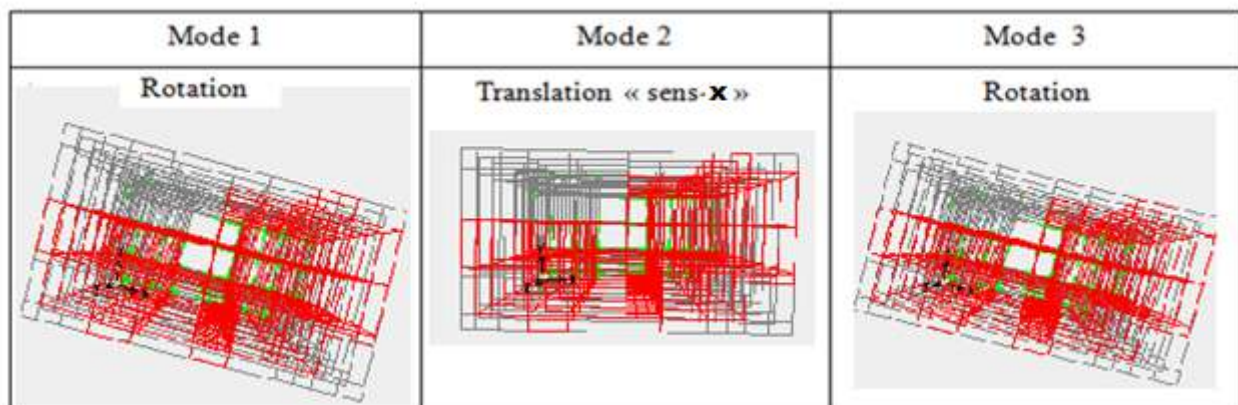 Mode 1
Mode 2
Mode 3
Rotation
Translation « sens-x »
Rotation